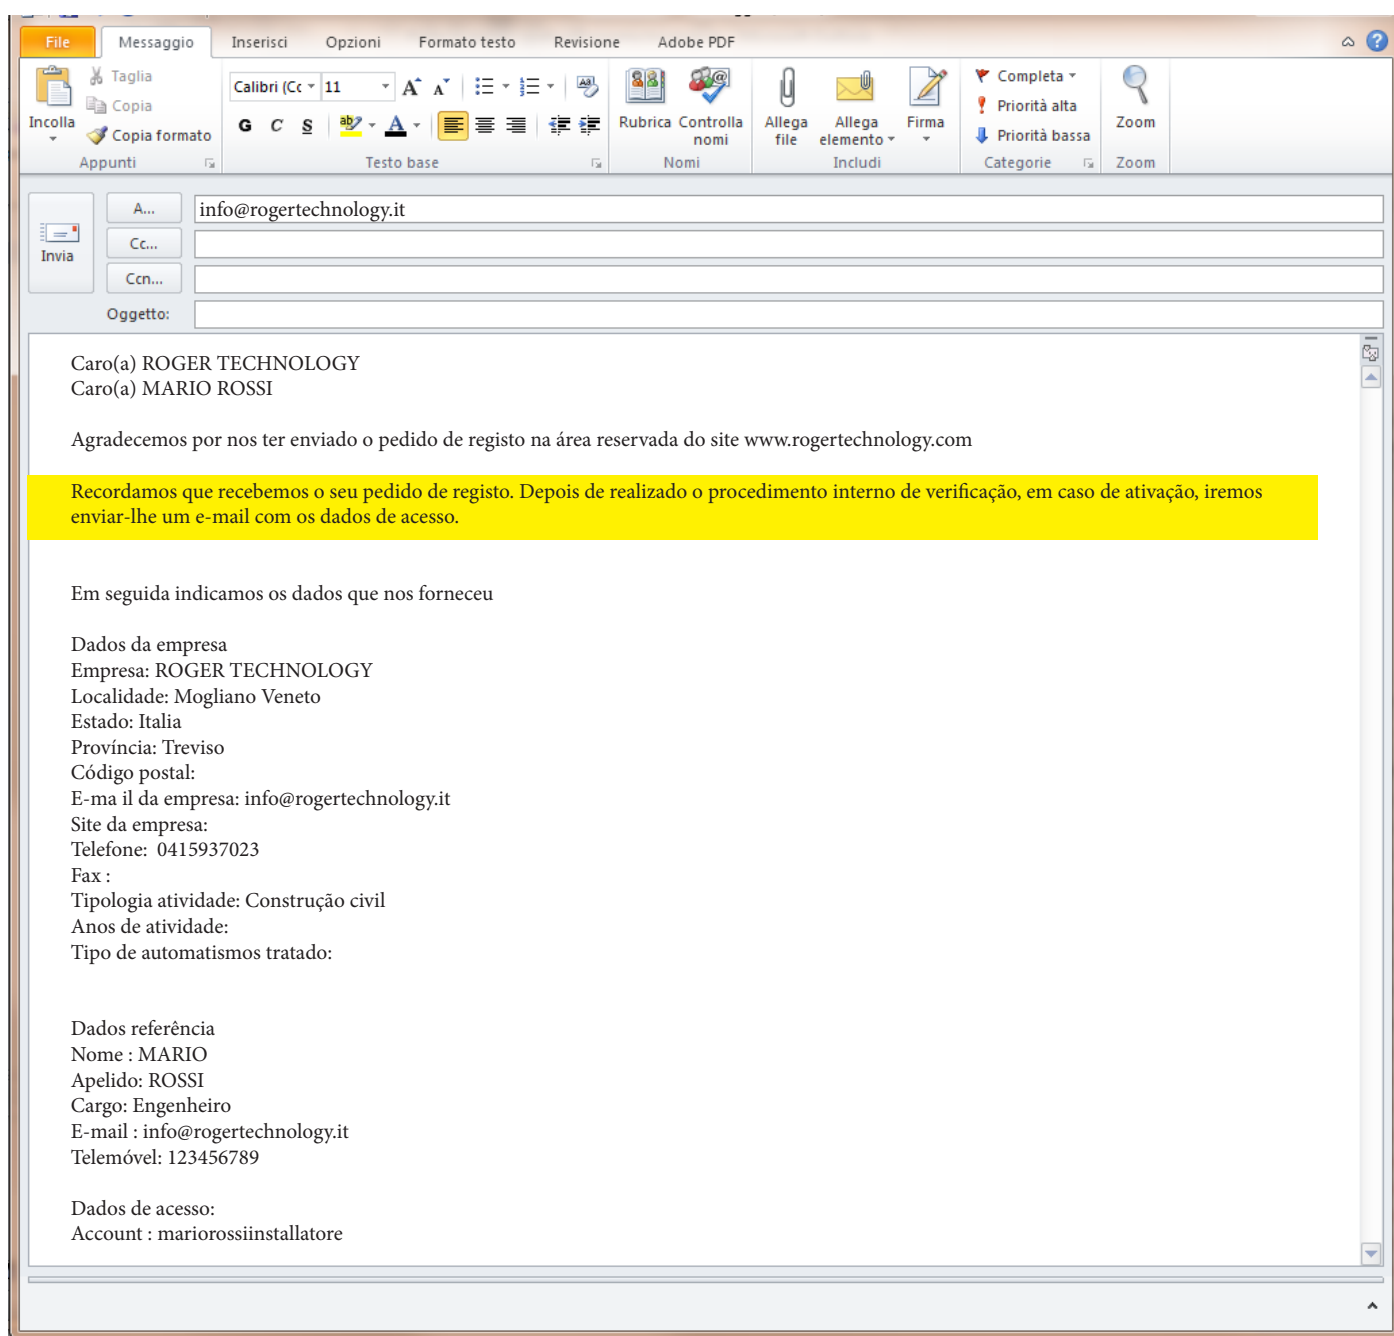 File Messaggio Inserisci Opzioni Formato testo Revisione Adobe PDF
Incolla
Taglia
Copia
Copia formato
Appunti
Calibri (Cc 11
G C S
Testo base
Rubrica Controlla nomi
Nomi
Allega file
Allega elemento
Firma
Includi
Completa
Priorità alta
Priorità bassa
Categorie
Zoom
Zoom
Invia
A... info@rogertechnology.it
Cc...
Ccn...
Oggetto:
Caro(a) ROGER TECHNOLOGY
Caro(a) MARIO ROSSI
Agradecemos por nos ter enviado o pedido de registo na área reservada do site www.rogertechnology.com
Recordamos que recebemos o seu pedido de registo. Depois de realizado o procedimento interno de verificação, em caso de ativação, iremos
enviar-lhe um e-mail com os dados de acesso.
Em seguida indicamos os dados que nos forneceu
Dados da empresa
Empresa: ROGER TECHNOLOGY
Localidade: Mogliano Veneto
Estado: Italia
Província: Treviso
Código postal:
E-ma il da empresa: info@rogertechnology.it
Site da empresa:
Telefone:  0415937023
Fax :
Tipologia atividade: Construção civil
Anos de atividade:
Tipo de automatismos tratado:
Dados referência
Nome : MARIO
Apelido: ROSSI
Cargo: Engenheiro
E-mail : info@rogertechnology.it
Telemóvel: 123456789
Dados de acesso:
Account : mariorossiinstallatore